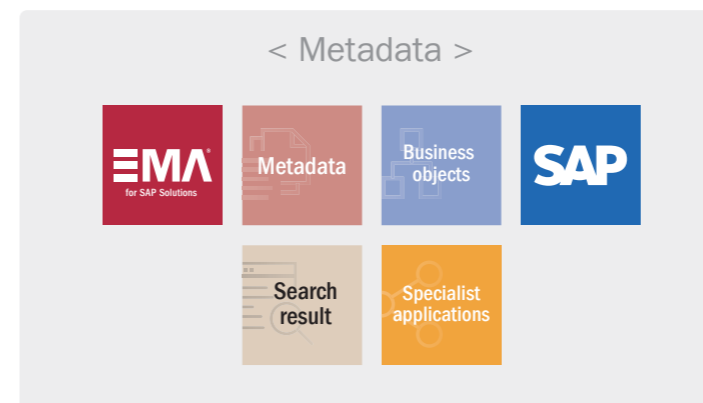 < Metadata >
EMA®
for SAP Solutions
Metadata
Business
objects
SAP
Search
result
Specialist
applications